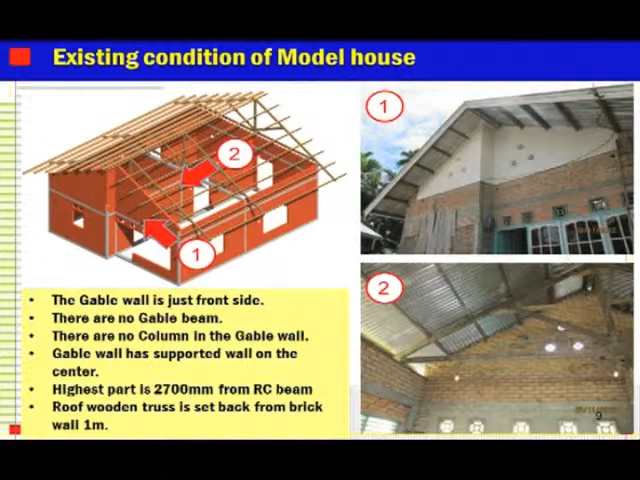 Existing condition of Model house
1
2
1
2
• The Gable wall is just front side.
• There are no Gable beam.
• There are no Column in the Gable wall.
• Gable wall has supported wall on the
center.
• Highest part is 2700mm from RC beam
• Roof wooden truss is set back from brick
wall 1m.
9